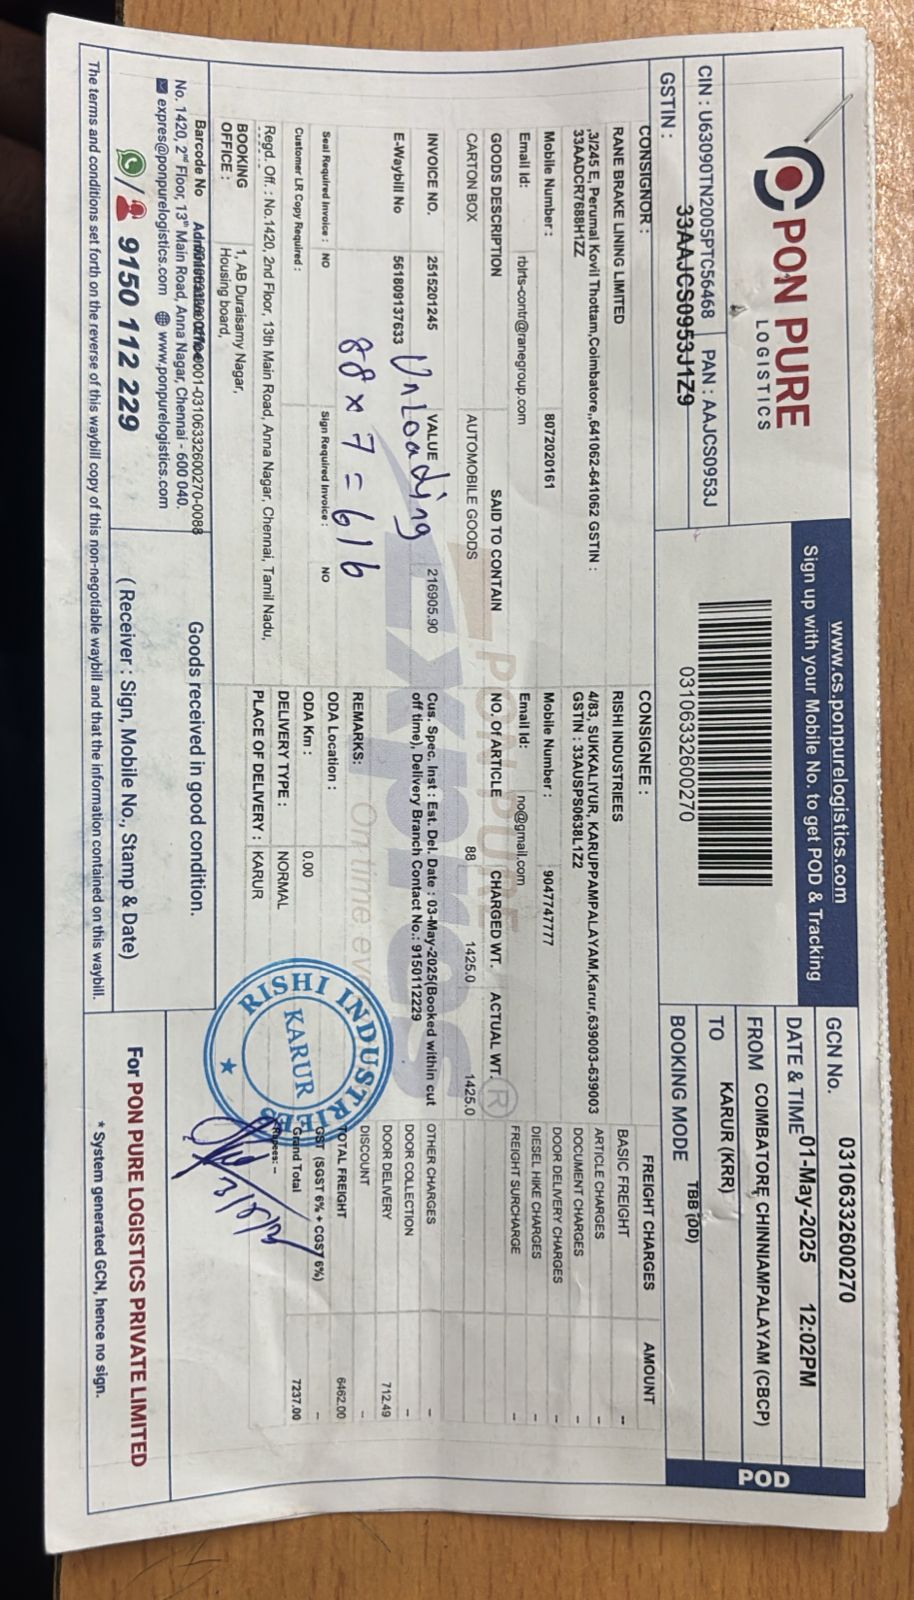 PON PURE
LOGISTICS
CIN : U63090TN2005PTC56468 PAN : AAJCS0953J
GSTIN : 33AAJCS0953J1Z9
www.cs.ponpurelogistics.com
Sign up with your Mobile No. to get POD & Tracking
03106332600270
GCN No. 03106332600270
DATE & TIME 01-May-2025 12:02PM
FROM COIMBATORE, CHINNIAMPALAYAM (CBCP)
TO KARUR (KRR)
BOOKING MODE TBB (DD)
POD
CONSIGNOR :
RANE BRAKE LINING LIMITED
,3/245 E, Perumal Kovil Thottam,Coimbatore,,641062-641062 GSTIN :
33AADCR7688H1ZZ
Mobile Number : 8072020161
Email Id: rblrts-contr@ranegroup.com
CONSIGNEE :
RISHI INDUSTRIEES
4/83, SUKKALIYUR, KARUPPAMPALAYAM,Karur,639003-639003
GSTIN : 33AUSPS0638L1Z2
Mobile Number : 9047747777
Email Id: no@gmail.com
GOODS DESCRIPTION SAID TO CONTAIN NO. Of ARTICLE CHARGED WT. ACTUAL WT.
CARTON BOX AUTOMOBILE GOODS 88 1425.0 1425.0
INVOICE NO. 2515201245 VALUE 216905.90
E-Waybill No 561809137633
UnLoading
88 x 7 = 616
Seal Required Invoice : NO Sign Required Invoice : NO
Customer LR Copy Required :
Regd. Off. : No.1420, 2nd Floor, 13th Main Road, Anna Nagar, Chennai, Tamil Nadu,
BOOKING OFFICE : 1, AB Duraisamy Nagar,
Housing board,
Cus. Spec. Inst : Est. Del. Date : 03-May-2025(Booked within cut
off time), Delivery Branch Contact No.: 9150112229
REMARKS:
ODA Location :
ODA Km : 0.00
DELIVERY TYPE : NORMAL
PLACE OF DELIVERY : KARUR
PON PURE
Express
On time ev
R
FREIGHT CHARGES AMOUNT
BASIC FREIGHT --
ARTICLE CHARGES --
DOCUMENT CHARGES --
DOOR DELIVERY CHARGES --
DIESEL HIKE CHARGES --
FREIGHT SURCHARGE --
OTHER CHARGES --
DOOR COLLECTION --
DOOR DELIVERY 712.49
DISCOUNT --
TOTAL FREIGHT 6462.00
GST (SGST 6% + CGST 6%) --
Grand Total 7237.00
Rupees: --
RISHI INDUSTRIEES
KARUR
Barcode No 0001-0310633260270-0088
Administrative Office
No. 1420, 2nd Floor, 13th Main Road, Anna Nagar, Chennai - 600 040.
expres@ponpurelogistics.com www.ponpurelogistics.com
/ 9150 112 229
Goods received in good condition.
( Receiver : Sign, Mobile No., Stamp & Date)
For PON PURE LOGISTICS PRIVATE LIMITED
* System generated GCN, hence no sign.
The terms and conditions set forth on the reverse of this waybill copy of this non-negotiable waybill and that the information contained on this waybill.